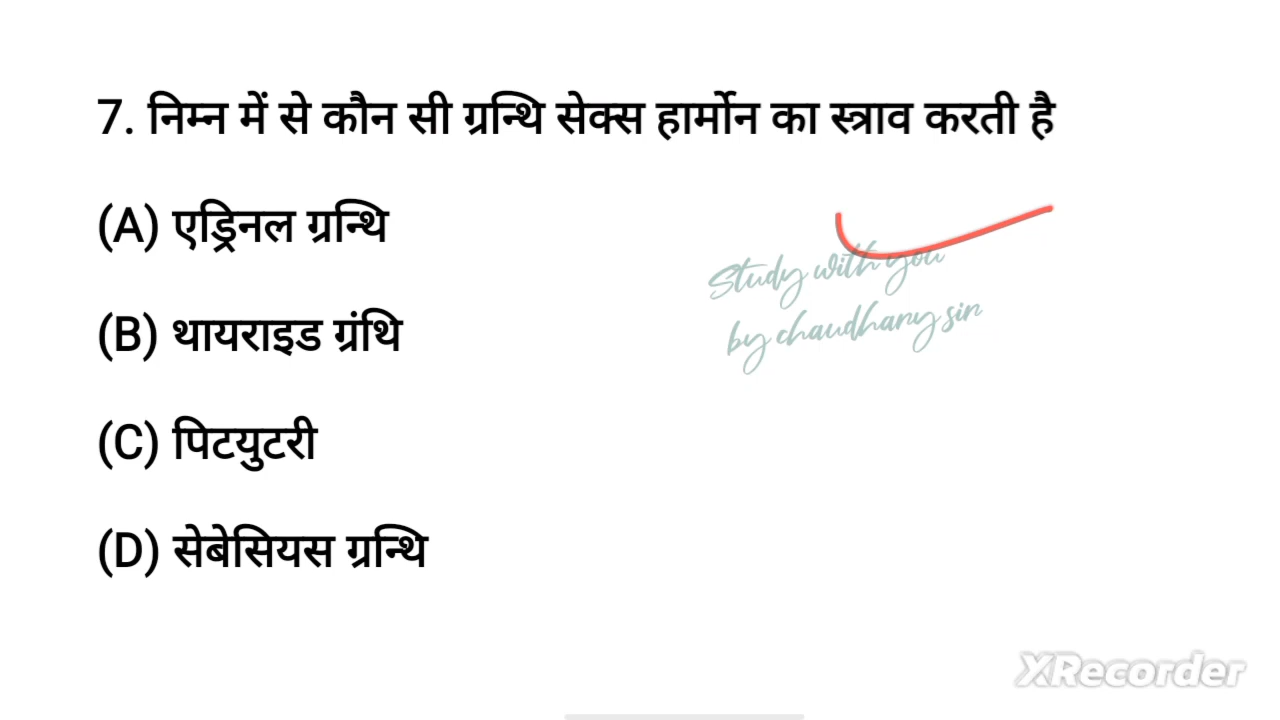 7. निम्न में से कौन सी ग्रन्थि सेक्स हार्मोन का स्त्राव करती है
(A) एड्रिनल ग्रन्थि
Study with you
by chaudhary sir
(B) थायराइड ग्रंथि
(C) पिटयुटरी
(D) सेबेसियस ग्रन्थि
XRecorder